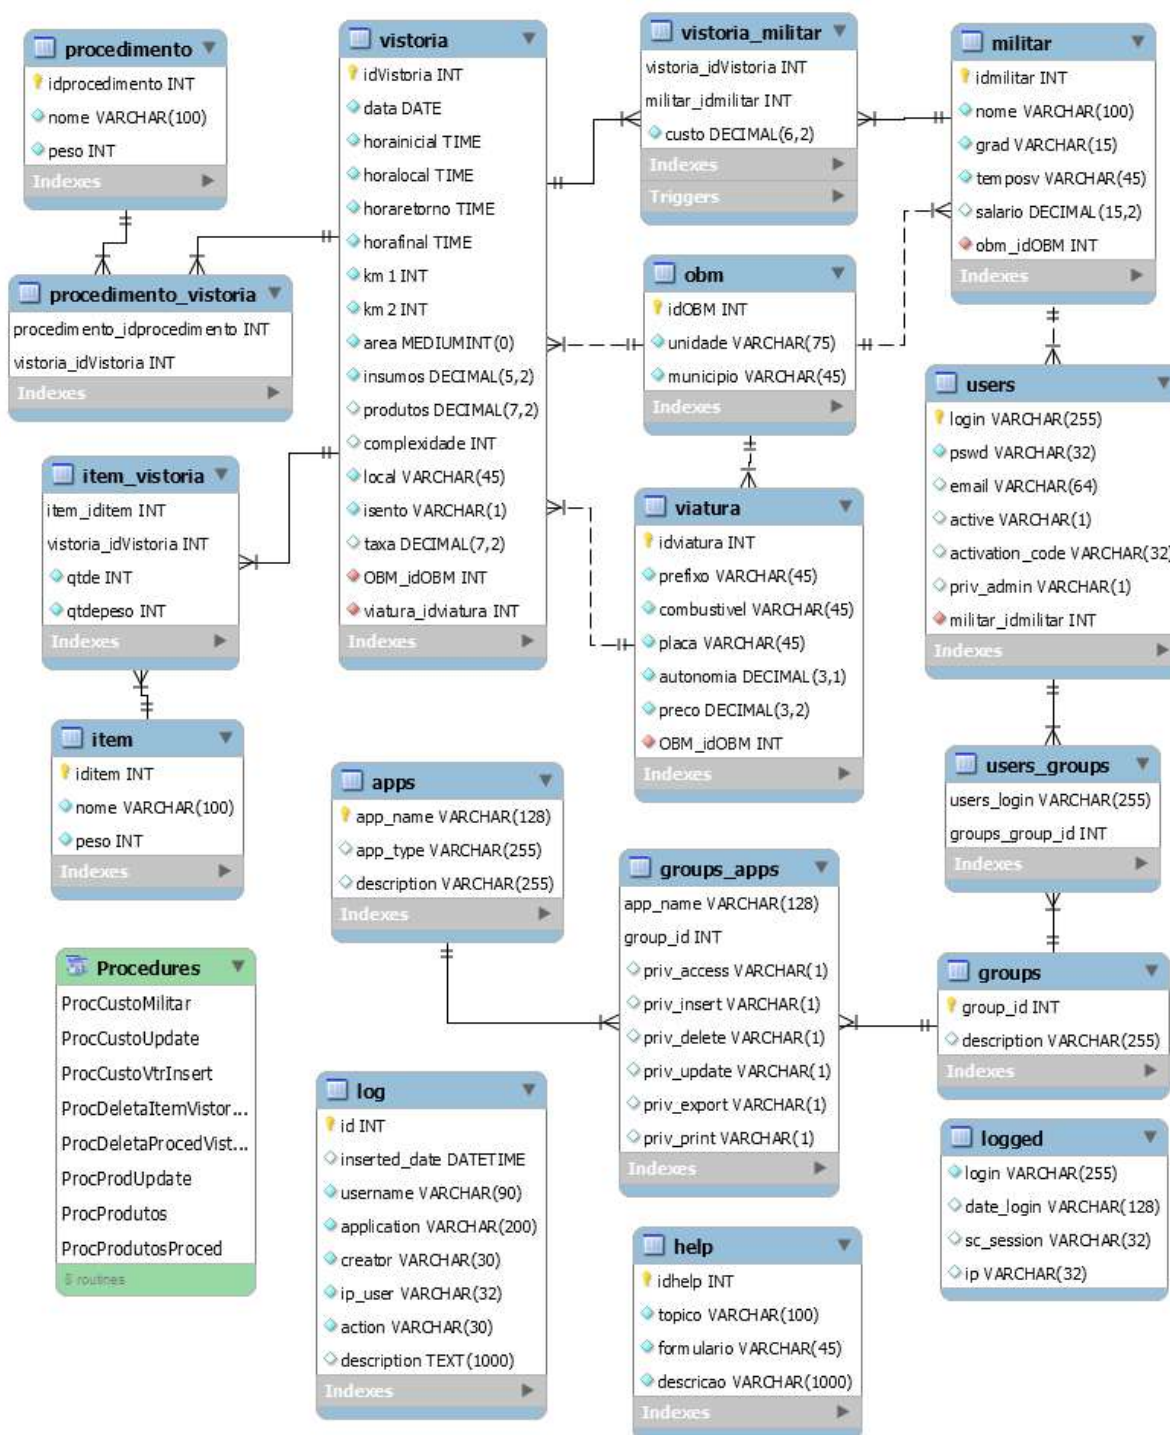 procedimento
idprocedimento INT
nome VARCHAR(100)
peso INT
Indexes
procedimento_vistoria
procedimento_idprocedimento INT
vistoria_idVistoria INT
Indexes
item_vistoria
item_iditem INT
vistoria_idVistoria INT
qtde INT
qtdepeso INT
Indexes
item
iditem INT
nome VARCHAR(100)
peso INT
Indexes
Procedures
ProcCustoMilitar
ProcCustoUpdate
ProcCustoVtrInsert
ProcDeletaItemVistor...
ProcDeletaProcedVist...
ProcProdUpdate
ProcProdutos
ProcProdutosProced
8 routines
vistoria
idVistoria INT
data DATE
horainicial TIME
horalocal TIME
horaretorno TIME
horafinal TIME
km1 INT
km2 INT
area MEDIUMINT(0)
insumos DECIMAL(5,2)
produtos DECIMAL(7,2)
complexidade INT
local VARCHAR(45)
isento VARCHAR(1)
taxa DECIMAL(7,2)
OBM_idOBM INT
viatura_idviatura INT
Indexes
apps
app_name VARCHAR(128)
app_type VARCHAR(255)
description VARCHAR(255)
Indexes
log
id INT
inserted_date DATETIME
username VARCHAR(90)
application VARCHAR(200)
creator VARCHAR(30)
ip_user VARCHAR(32)
action VARCHAR(30)
description TEXT(1000)
Indexes
vistoria_militar
vistoria_idVistoria INT
militar_idmilitar INT
custo DECIMAL(6,2)
Indexes
Triggers
obm
idOBM INT
unidade VARCHAR(75)
municipio VARCHAR(45)
Indexes
viatura
idviatura INT
prefixo VARCHAR(45)
combustivel VARCHAR(45)
placa VARCHAR(45)
autonomia DECIMAL(3,1)
preco DECIMAL(3,2)
OBM_idOBM INT
Indexes
groups_apps
app_name VARCHAR(128)
group_id INT
priv_access VARCHAR(1)
priv_insert VARCHAR(1)
priv_delete VARCHAR(1)
priv_update VARCHAR(1)
priv_export VARCHAR(1)
priv_print VARCHAR(1)
Indexes
help
idhelp INT
topico VARCHAR(100)
formulario VARCHAR(45)
descricao VARCHAR(1000)
Indexes
militar
idmilitar INT
nome VARCHAR(100)
grad VARCHAR(15)
temposv VARCHAR(45)
salario DECIMAL(15,2)
obm_idOBM INT
Indexes
users
login VARCHAR(255)
pswd VARCHAR(32)
email VARCHAR(64)
active VARCHAR(1)
activation_code VARCHAR(32)
priv_admin VARCHAR(1)
militar_idmilitar INT
Indexes
users_groups
users_login VARCHAR(255)
groups_group_id INT
Indexes
groups
group_id INT
description VARCHAR(255)
Indexes
logged
login VARCHAR(255)
date_login VARCHAR(128)
sc_session VARCHAR(32)
ip VARCHAR(32)